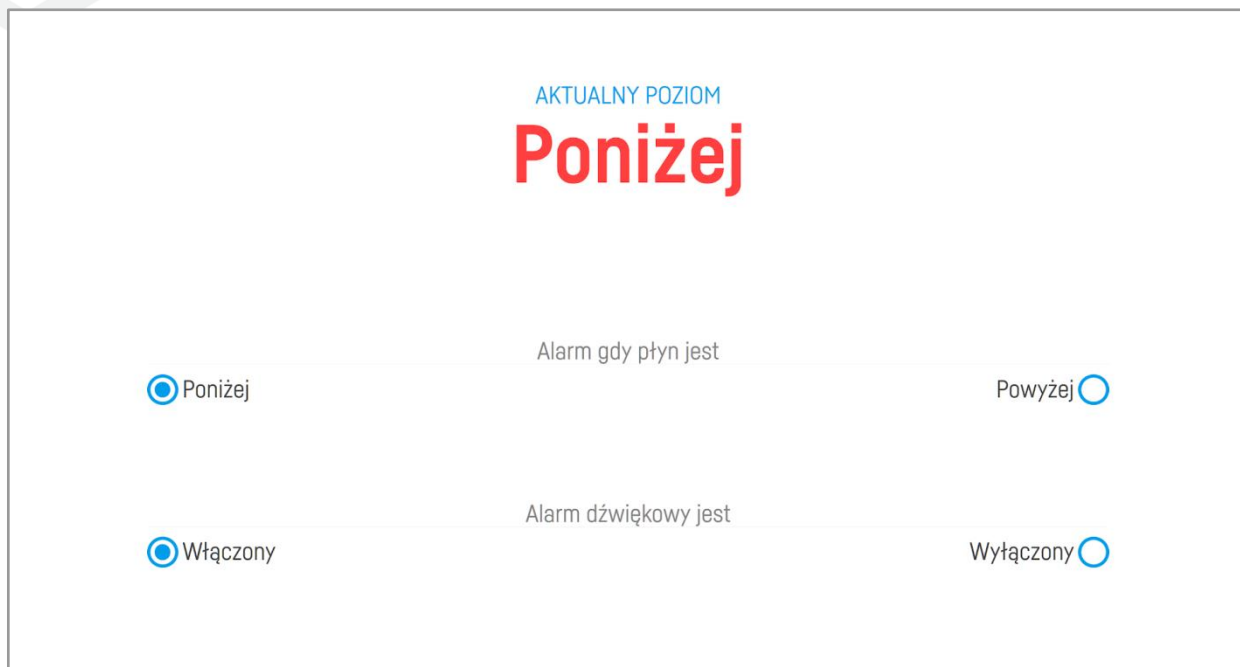 AKTUALNY POZIOM
Poniżej
Alarm gdy płyn jest
Poniżej Powyżej
Alarm dźwiękowy jest
Włączony Wyłączony